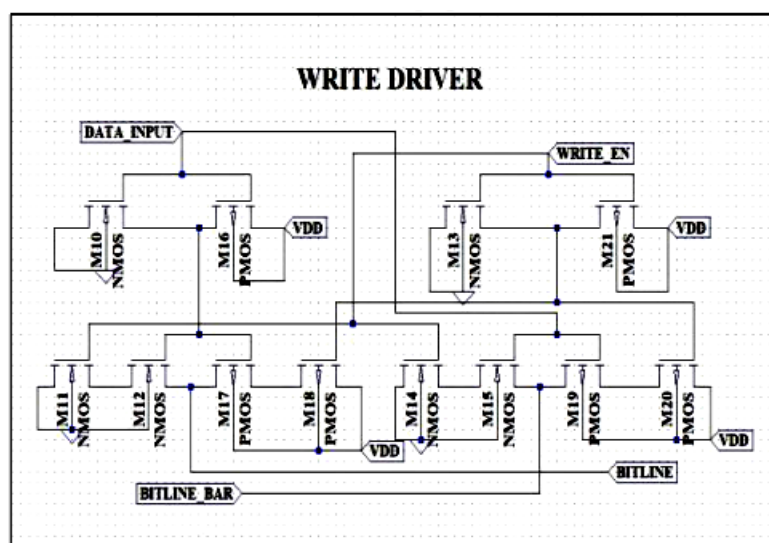 WRITE DRIVER
DATA_INPUT
WRITE_EN
M10
NMOS
M16
PMOS
VDD
M13
NMOS
M21
PMOS
VDD
M11
NMOS
M12
NMOS
M17
PMOS
M18
PMOS
VDD
M14
NMOS
M15
NMOS
M19
PMOS
M20
PMOS
VDD
BITLINE
BITLINE_BAR